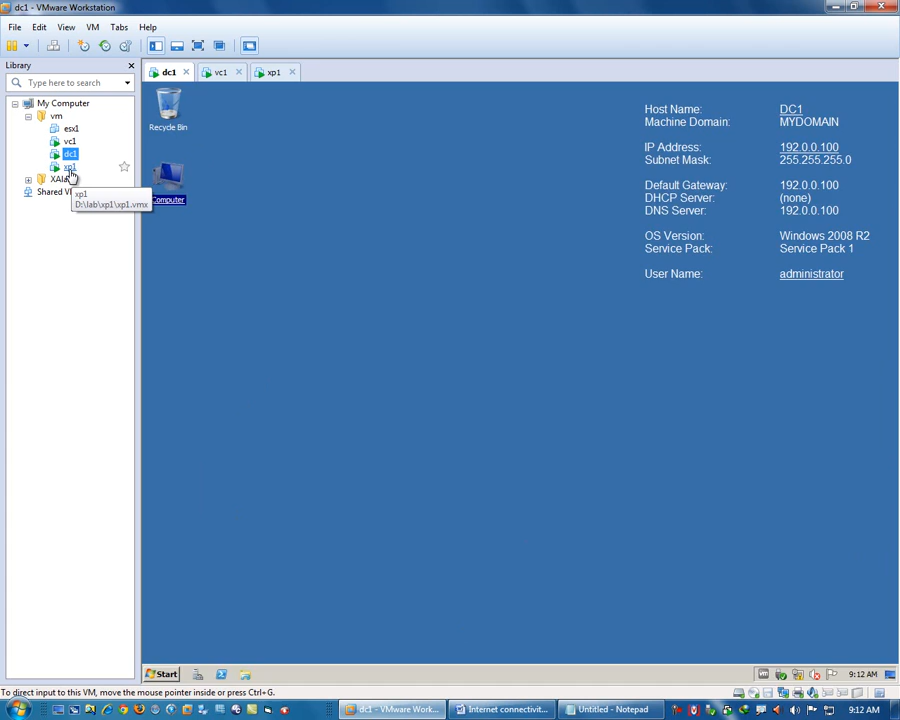 dc1 - VMware Workstation
File Edit View VM Tabs Help
Library
Type here to search
dc1 vc1 xp1
My Computer
vm
esx1
vc1
dc1
xp1
Shared
xp1
D:\lab\xp1\xp1.vmx
Recycle Bin
Computer
Host Name: DC1
Machine Domain: MYDOMAIN
IP Address: 192.0.0.100
Subnet Mask: 255.255.255.0
Default Gateway: 192.0.0.100
DHCP Server: (none)
DNS Server: 192.0.0.100
OS Version: Windows 2008 R2
Service Pack: Service Pack 1
User Name: administrator
Start 9:12 AM
To direct input to this VM, move the mouse pointer inside or press Ctrl+G.
dc1 - VMware Work... Internet connectivit... Untitled - Notepad 9:12 AM